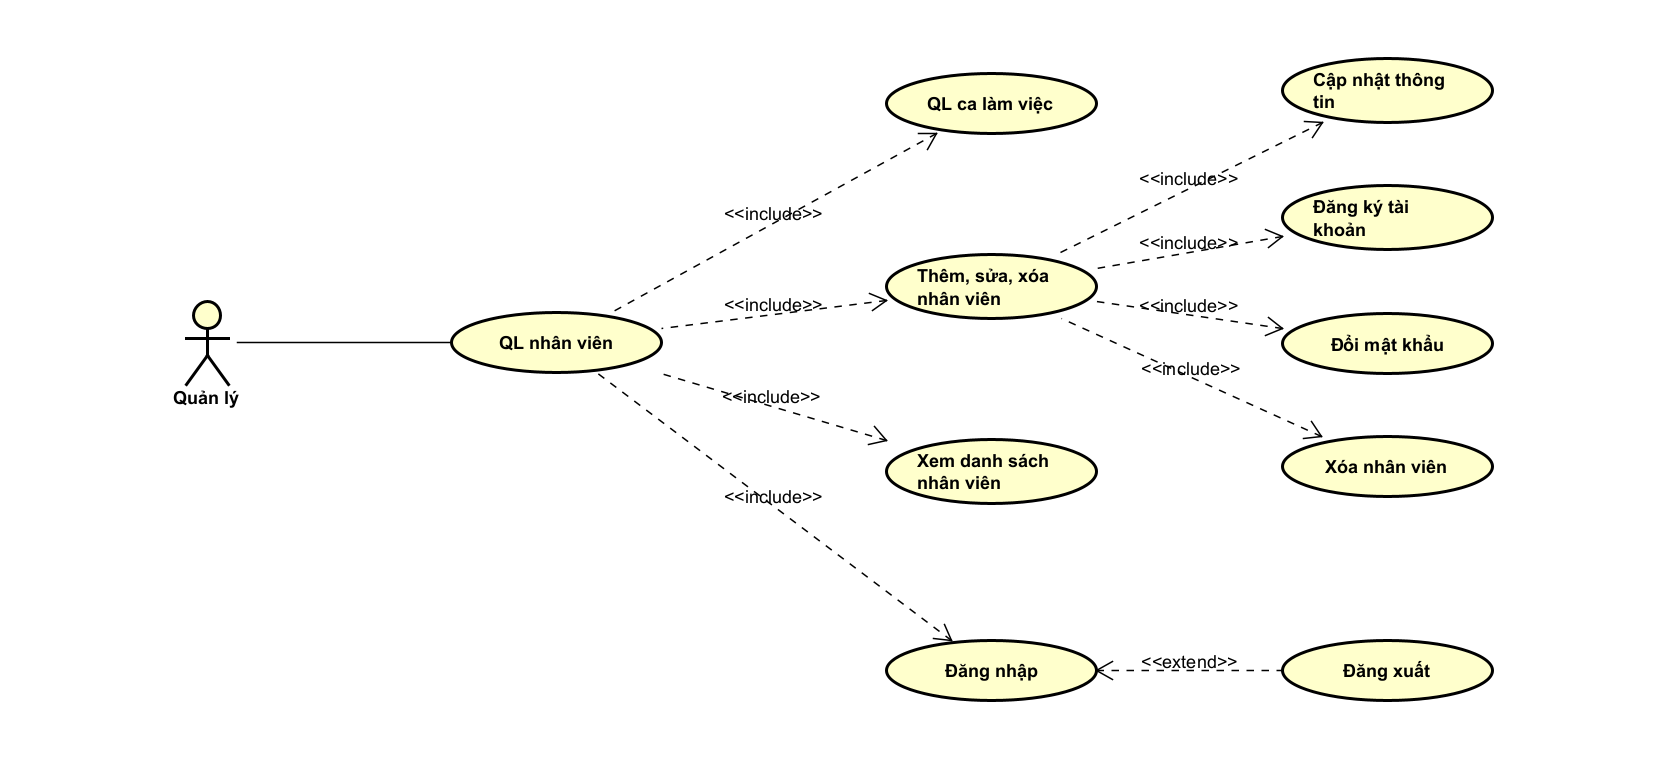 QL ca làm việc
Cập nhật thông
tin
<<include>>
<<include>>
Đăng ký tài
khoản
<<include>>
Thêm, sửa, xóa
nhân viên
<<include>>
<<include>>
QL nhân viên
Đổi mật khẩu
Quản lý
<<include>>
<<include>>
Xem danh sách
nhân viên
Xóa nhân viên
<<include>>
Đăng nhập
<<extend>>
Đăng xuất